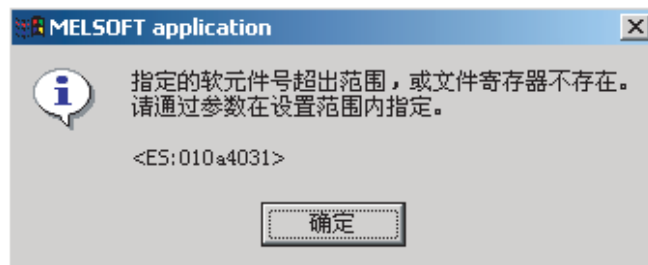 MELSOFT application
指定的软元件号超出范围，或文件寄存器不存在。
请通过参数在设置范围内指定。
<ES:010a4031>
确定